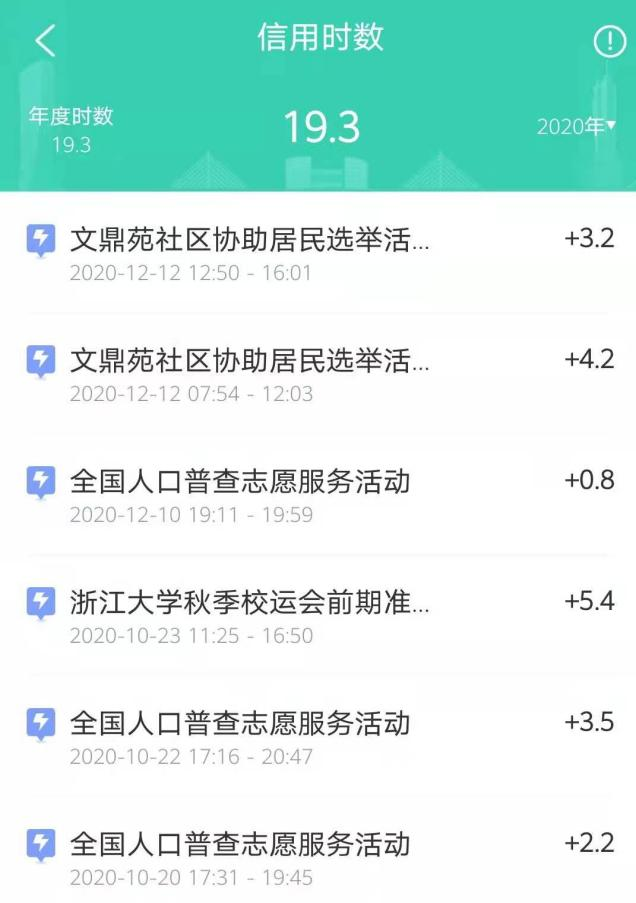 信用时数
年度时数
19.3
19.3
2020年
文鼎苑社区协助居民选举活...
+3.2
2020-12-12 12:50 - 16:01
文鼎苑社区协助居民选举活...
+4.2
2020-12-12 07:54 - 12:03
全国人口普查志愿服务活动
+0.8
2020-12-10 19:11 - 19:59
浙江大学秋季校运会前期准...
+5.4
2020-10-23 11:25 - 16:50
全国人口普查志愿服务活动
+3.5
2020-10-22 17:16 - 20:47
全国人口普查志愿服务活动
+2.2
2020-10-20 17:31 - 19:45